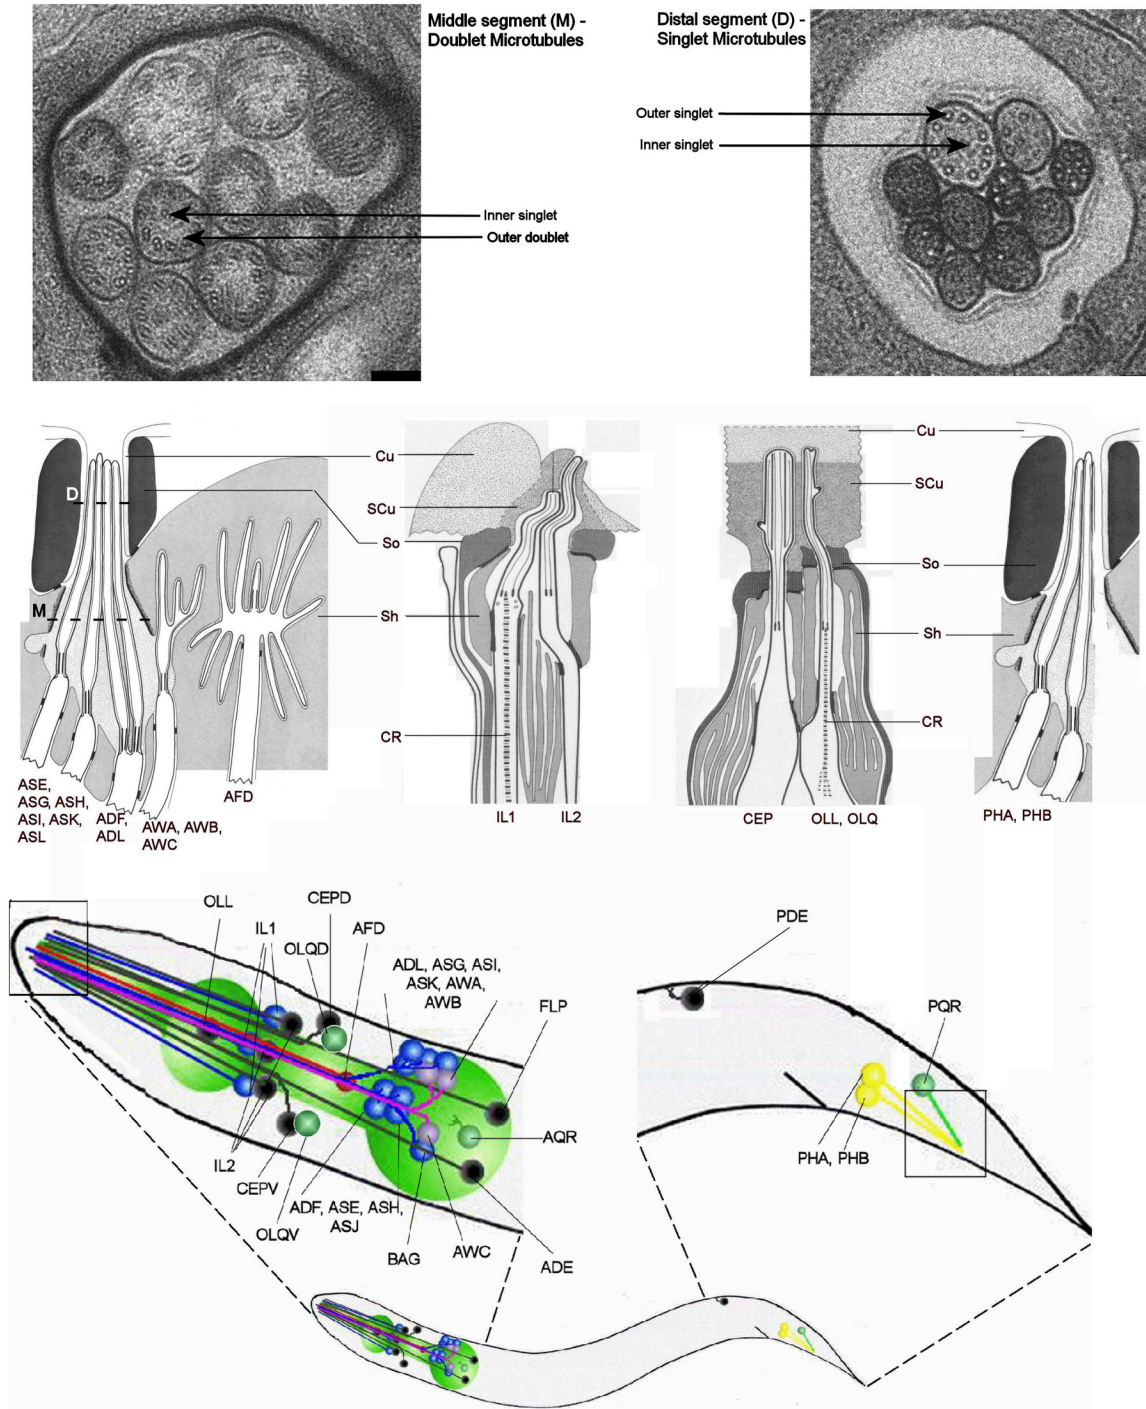 Middle segment (M) -
Doublet Microtubules
Distal segment (D) -
Singlet Microtubules
Outer singlet
Inner singlet
Inner singlet
Outer doublet
Cu
SCu
So
Sh
CR
Cu
SCu
So
Sh
CR
D
M
ASE,
ASG, ASH,
ASI, ASK,
ASL
ADF,
ADL
AWA, AWB,
AWC
AFD
IL1
IL2
CEP
OLL, OLQ
PHA, PHB
OLL
CEPD
IL1
OLQD
AFD
ADL, ASG, ASI,
ASK, AWA,
AWB
FLP
AQR
IL2
CEPV
OLQV
ADF, ASE, ASH,
ASJ
BAG
AWC
ADE
PDE
PQR
PHA, PHB